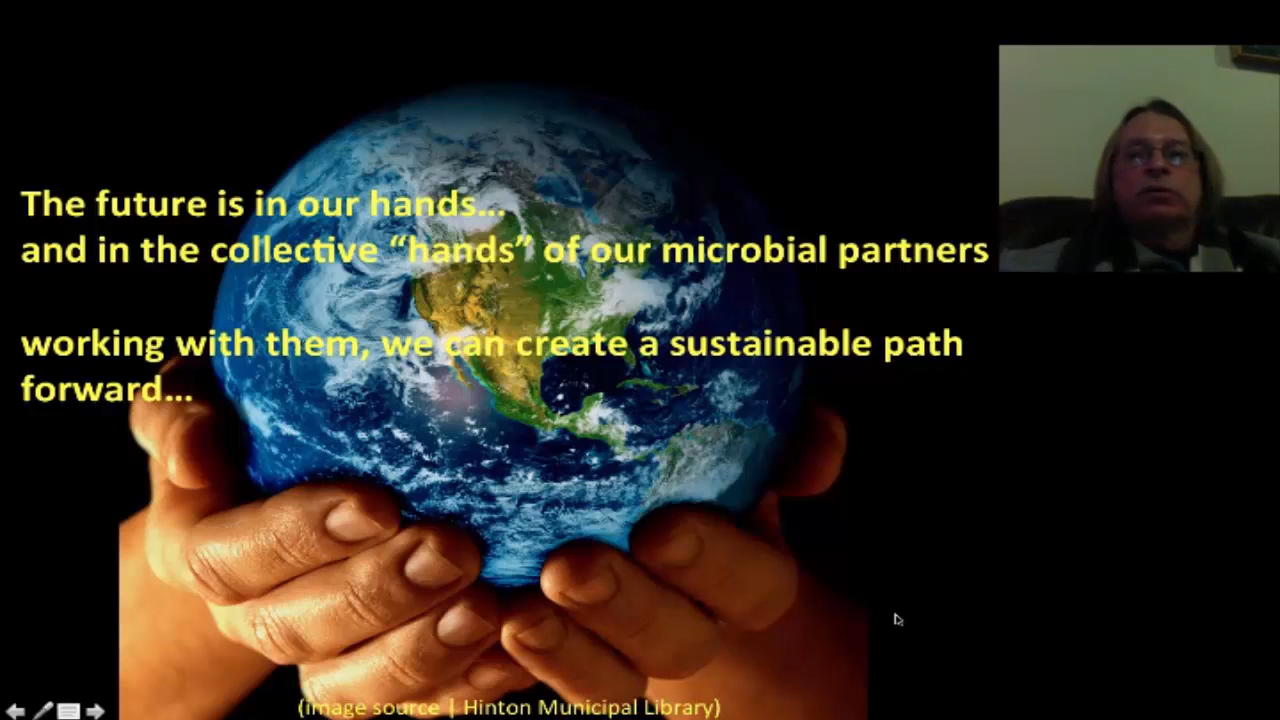 The future is in our hands...
and in the collective “hands” of our microbial partners
working with them, we can create a sustainable path
forward...
(image source | Hinton Municipal Library)